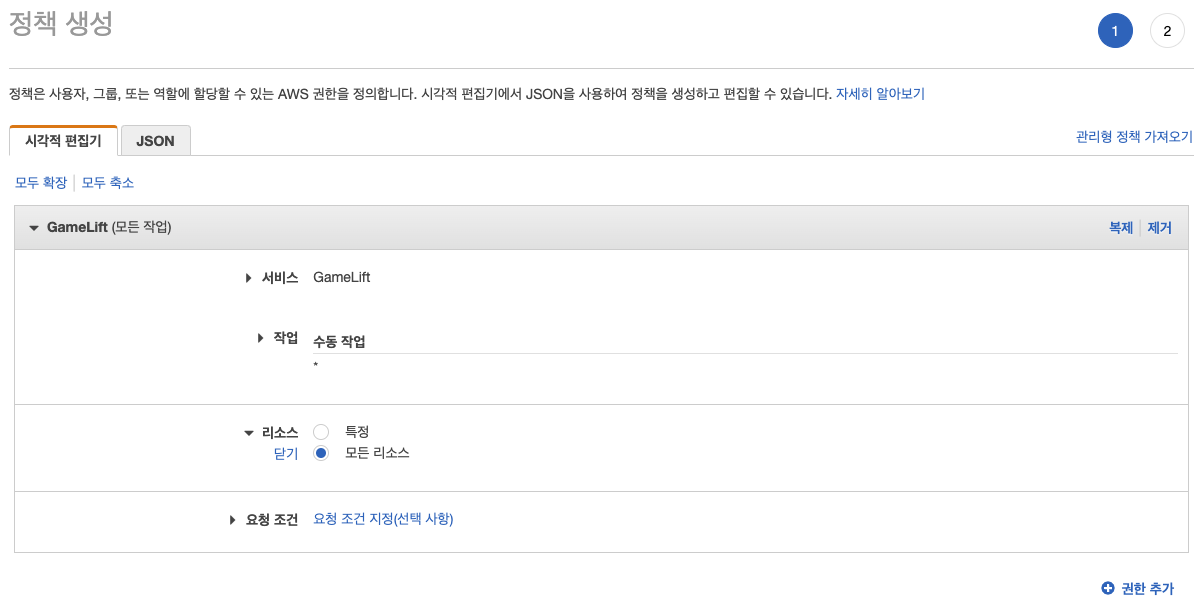 정책 생성
1
2
정책은 사용자, 그룹, 또는 역할에 할당할 수 있는 AWS 권한을 정의합니다. 시각적 편집기에서 JSON을 사용하여 정책을 생성하고 편집할 수 있습니다. 자세히 알아보기
시각적 편집기
JSON
관리형 정책 가져오기
모두 확장
모두 축소
GameLift (모든 작업)
복제
제거
서비스 GameLift
작업 수동 작업
*
리소스 특정
닫기 모든 리소스
요청 조건 요청 조건 지정(선택 사항)
권한 추가